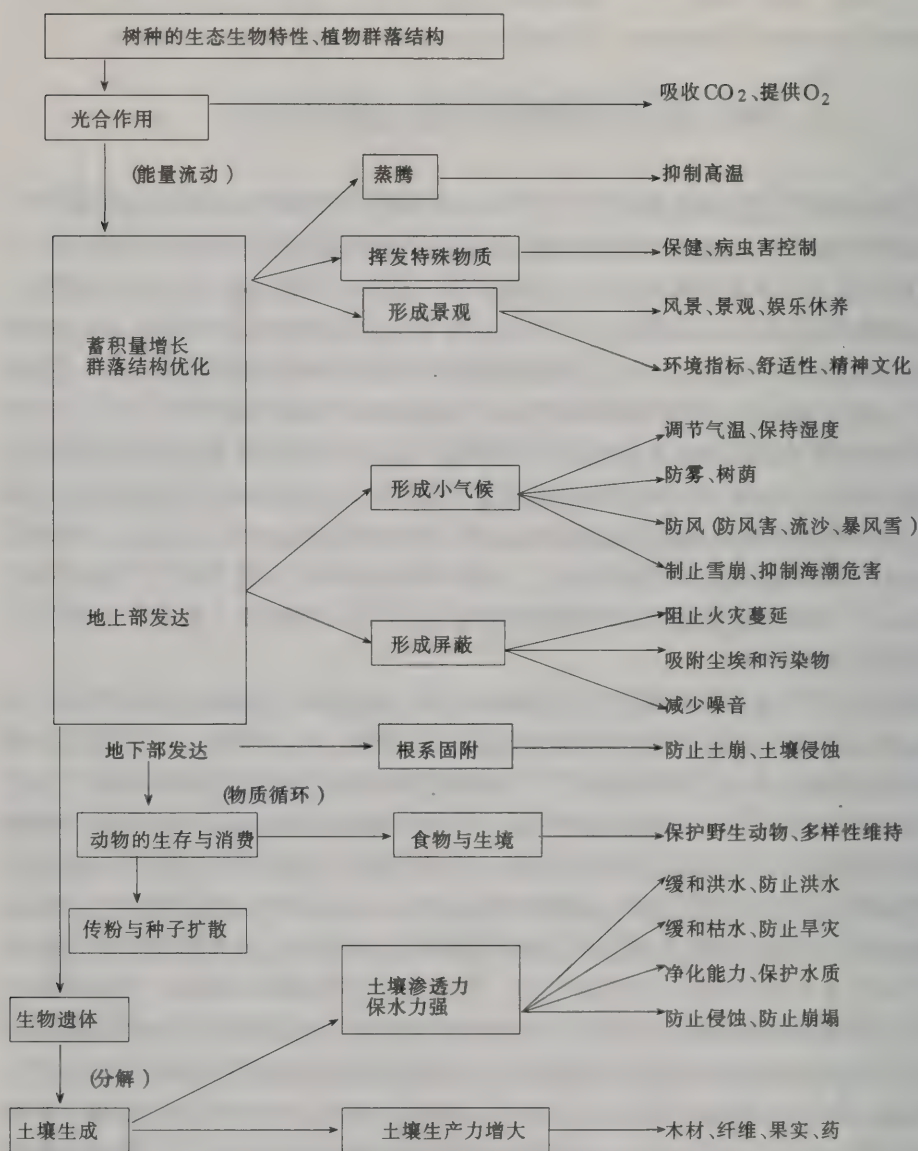 树种的生态生物特性、植物群落结构
光合作用
吸收CO₂、提供O₂
(能量流动)
蒸腾
抑制高温
挥发特殊物质
保健、病虫害控制
形成景观
风景、景观、娱乐休养
蓄积量增长
群落结构优化
环境指标、舒适性、精神文化
调节气温、保持湿度
形成小气候
防雾、树荫
防风(防风害、流沙、暴风雪)
制止雪崩、抑制海潮危害
地上部发达
阻止火灾蔓延
形成屏蔽
吸附尘埃和污染物
减少噪音
地下部发达
根系固附
防止土崩、土壤侵蚀
(物质循环)
动物的生存与消费
食物与生境
保护野生动物、多样性维持
缓和洪水、防止洪水
传粉与种子扩散
缓和枯水、防止旱灾
土壤渗透力
保水力强
净化能力、保护水质
生物遗体
防止侵蚀、防止崩塌
(分解)
土壤生成
土壤生产力增大
木材、纤维、果实、药